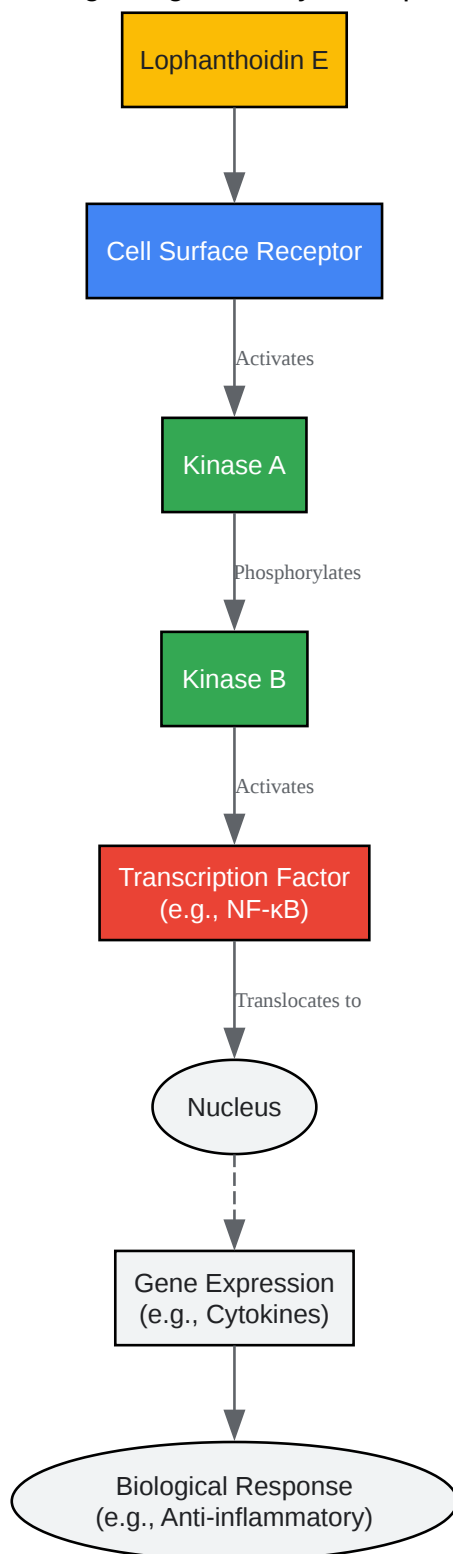 Lophanthoidin E
Cell Surface Receptor
Activates
Kinase A
Phosphorylates
Kinase B
Activates
Transcription Factor
(e.g., NF-κB)
Translocates to
Nucleus
Gene Expression
(e.g., Cytokines)
Biological Response
(e.g., Anti-inflammatory)